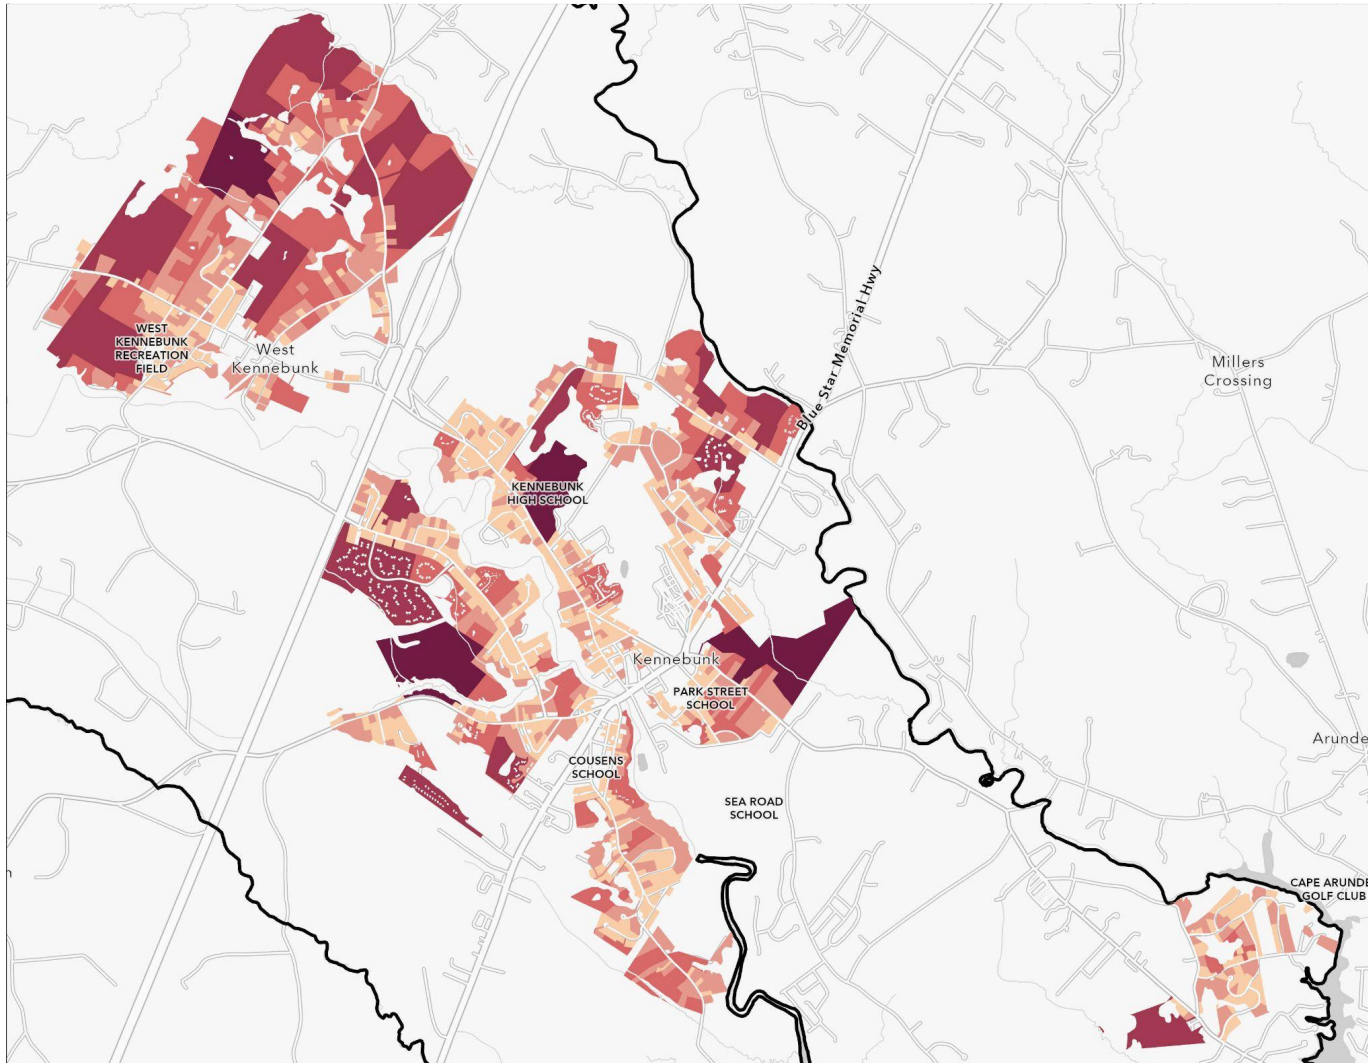 Blue Star Memorial Hwy
WEST
KENNEBUNK
RECREATION
FIELD
West
Kennebunk
Millers
Crossing
KENNEBUNK
HIGH SCHOOL
Kennebunk
PARK STREET
SCHOOL
Arunde
COUSENS
SCHOOL
SEA ROAD
SCHOOL
n
CAPE ARUNDE
GOLF CLUB